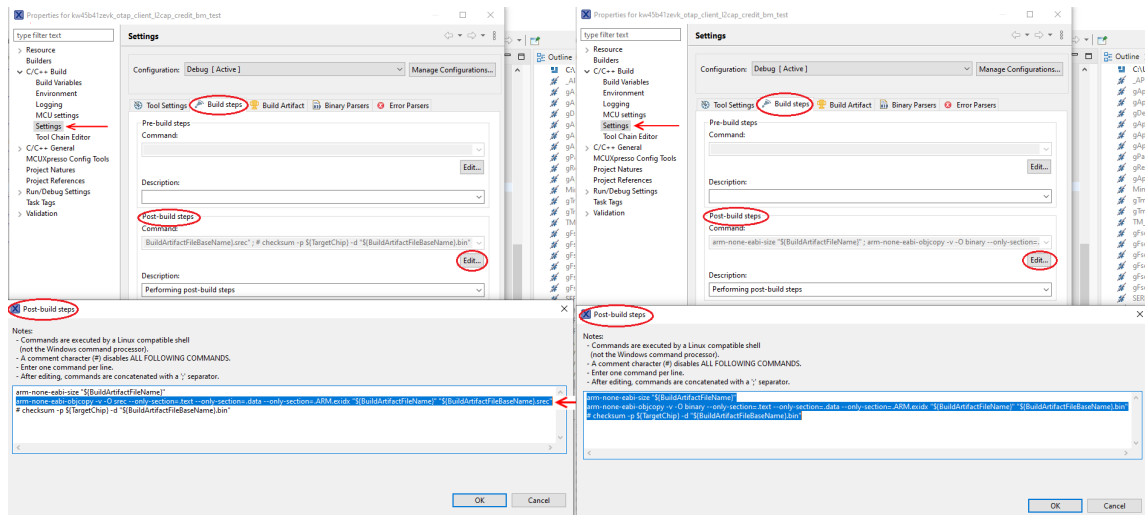 Properties for kw45b41zevk_otap_client_l2cap_credit_bm_test
type filter text
Settings
Resource
Builders
C/C++ Build
Build Variables
Environment
Logging
MCU settings
Settings
Tool Chain Editor
C/C++ General
MCUXpresso Config Tools
Project Natures
Project References
Run/Debug Settings
Task Tags
Validation
Configuration: Debug [ Active ]
Manage Configurations...
Tool Settings
Build steps
Build Artifact
Binary Parsers
Error Parsers
Pre-build steps
Command:
Edit...
Description:
Post-build steps
Command:
BuildArtifactFileBaseName}.srec" ; # checksum -p ${TargetChip} -d "${BuildArtifactFileBaseName}.bin"
Edit...
Description:
Performing post-build steps
Outline
Post-build steps
Notes:
- Commands are executed by a Linux compatible shell
(not the Windows command processor).
- A comment character (#) disables ALL FOLLOWING COMMANDS.
- Enter one command per line.
- After editing, commands are concatenated with a ';' separator.
arm-none-eabi-size "${BuildArtifactFileName}"
arm-none-eabi-objcopy -v -O srec --only-section=.text --only-section=.data --only-section=.ARM.exidx "${BuildArtifactFileName}" "${BuildArtifactFileBaseName}.srec"
# checksum -p ${TargetChip} -d "${BuildArtifactFileBaseName}.bin"
OK
Cancel
Properties for kw45b41zevk_otap_client_l2cap_credit_bm_test
type filter text
Settings
Resource
Builders
C/C++ Build
Build Variables
Environment
Logging
MCU settings
Settings
Tool Chain Editor
C/C++ General
MCUXpresso Config Tools
Project Natures
Project References
Run/Debug Settings
Task Tags
Validation
Configuration: Debug [ Active ]
Manage Configurations...
Tool Settings
Build steps
Build Artifact
Binary Parsers
Error Parsers
Pre-build steps
Command:
Edit...
Description:
Post-build steps
Command:
arm-none-eabi-size "${BuildArtifactFileName}" ; arm-none-eabi-objcopy -v -O binary --only-section=.
Edit...
Description:
Performing post-build steps
Outline
Post-build steps
Notes:
- Commands are executed by a Linux compatible shell
(not the Windows command processor).
- A comment character (#) disables ALL FOLLOWING COMMANDS.
- Enter one command per line.
- After editing, commands are concatenated with a ';' separator.
arm-none-eabi-size "${BuildArtifactFileName}"
arm-none-eabi-objcopy -v -O binary --only-section=.text --only-section=.data --only-section=.ARM.exidx "${BuildArtifactFileName}" "${BuildArtifactFileBaseName}.bin"
# checksum -p ${TargetChip} -d "${BuildArtifactFileBaseName}.bin"
OK
Cancel